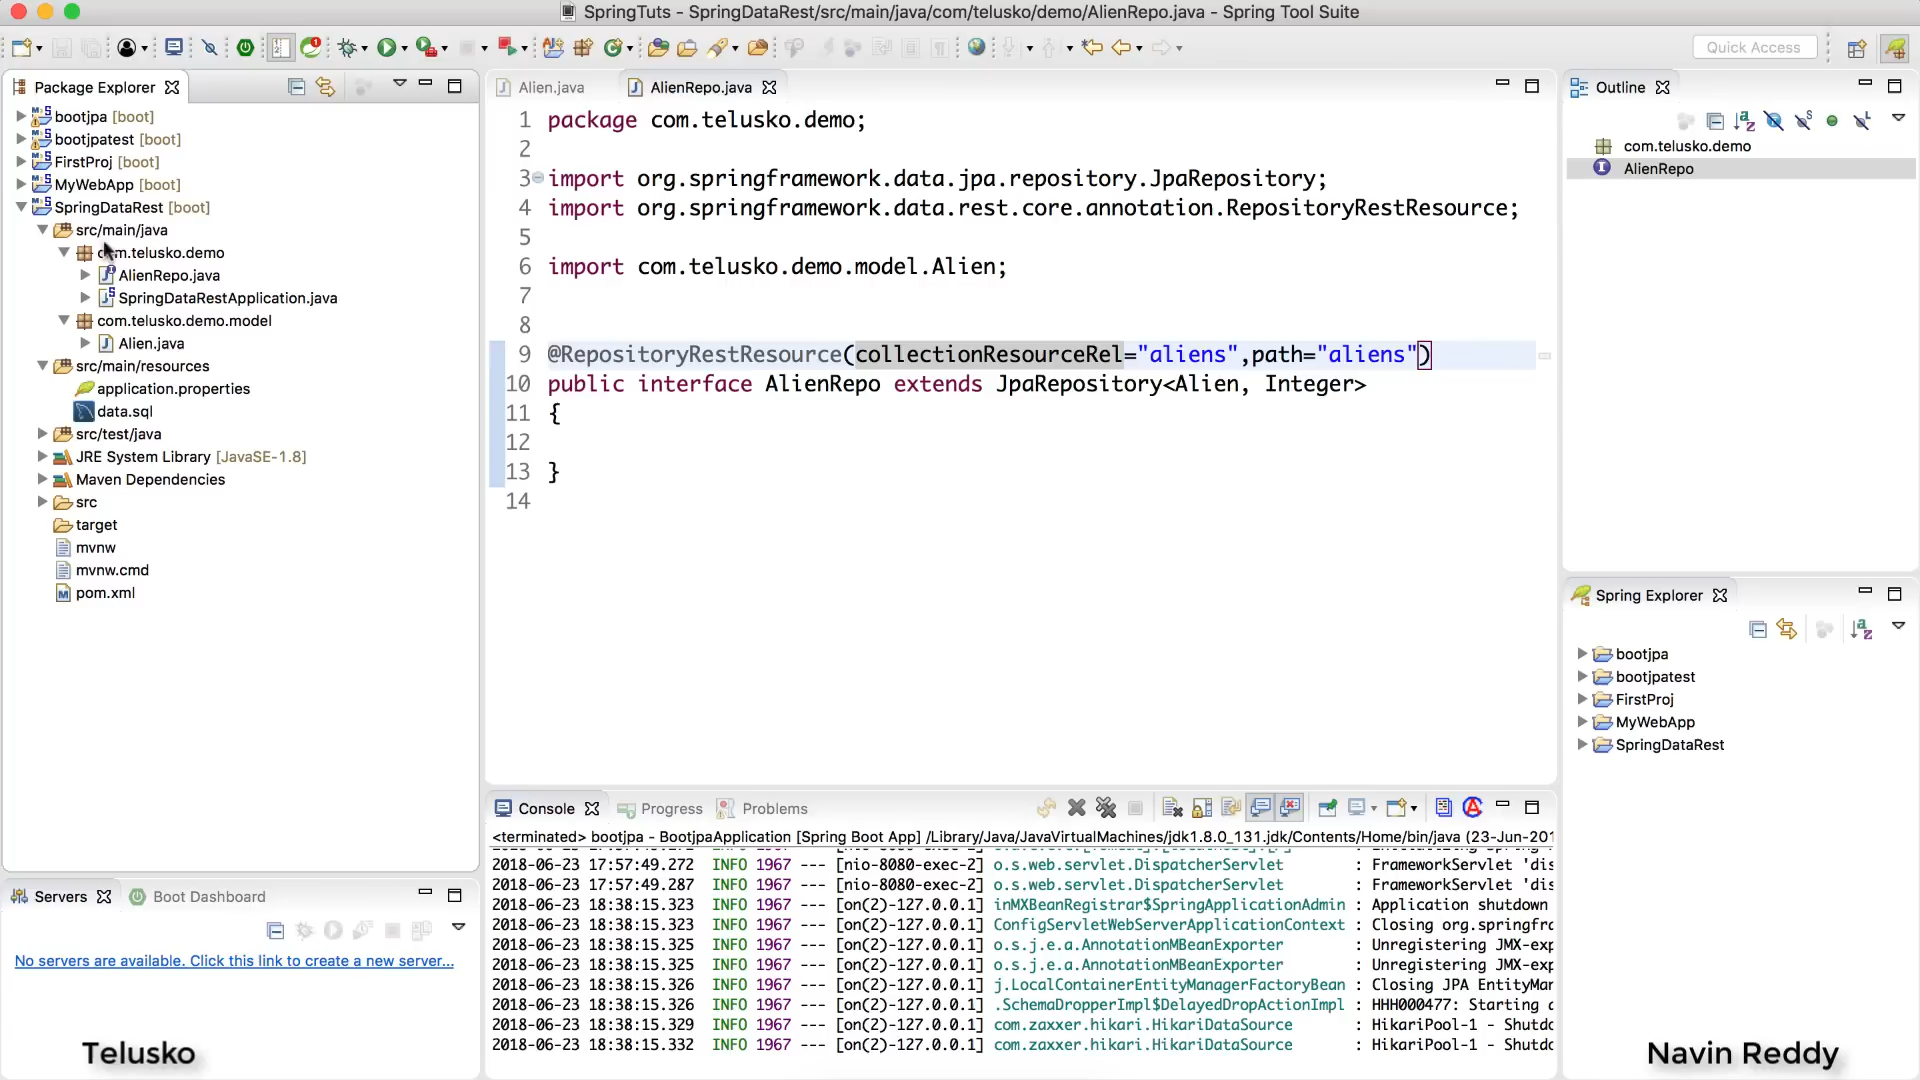 SpringTuts - SpringDataRest/src/main/java/com/telusko/demo/AlienRepo.java - Spring Tool Suite
Quick Access
Package Explorer
bootjpa [boot]
bootjpatest [boot]
FirstProj [boot]
MyWebApp [boot]
SpringDataRest [boot]
src/main/java
com.telusko.demo
AlienRepo.java
SpringDataRestApplication.java
com.telusko.demo.model
Alien.java
src/main/resources
application.properties
data.sql
src/test/java
JRE System Library [JavaSE-1.8]
Maven Dependencies
src
target
mvnw
mvnw.cmd
pom.xml
Alien.java
AlienRepo.java
1 package com.telusko.demo;
2
3 import org.springframework.data.jpa.repository.JpaRepository;
4 import org.springframework.data.rest.core.annotation.RepositoryRestResource;
5
6 import com.telusko.demo.model.Alien;
7
8
9 @RepositoryRestResource(collectionResourceRel="aliens",path="aliens")
10 public interface AlienRepo extends JpaRepository<Alien, Integer>
11 {
12
13 }
14
Outline
com.telusko.demo
AlienRepo
Spring Explorer
bootjpa
bootjpatest
FirstProj
MyWebApp
SpringDataRest
Servers
Boot Dashboard
No servers are available. Click this link to create a new server...
Console
Progress
Problems
<terminated> bootjpa - BootjpaApplication [Spring Boot App] /Library/Java/JavaVirtualMachines/jdk1.8.0_131.jdk/Contents/Home/bin/java (23-Jun-201
2018-06-23 17:57:49.272 INFO 1967 --- [nio-8080-exec-2] o.s.web.servlet.DispatcherServlet : FrameworkServlet 'dis
2018-06-23 17:57:49.287 INFO 1967 --- [nio-8080-exec-2] o.s.web.servlet.DispatcherServlet : FrameworkServlet 'dis
2018-06-23 18:38:15.323 INFO 1967 --- [on(2)-127.0.0.1] inMXBeanRegistrar$SpringApplicationAdmin : Application shutdown
2018-06-23 18:38:15.323 INFO 1967 --- [on(2)-127.0.0.1] ConfigServletWebServerApplicationContext : Closing org.springfr
2018-06-23 18:38:15.325 INFO 1967 --- [on(2)-127.0.0.1] o.s.j.e.a.AnnotationMBeanExporter : Unregistering JMX-exp
2018-06-23 18:38:15.325 INFO 1967 --- [on(2)-127.0.0.1] o.s.j.e.a.AnnotationMBeanExporter : Unregistering JMX-exp
2018-06-23 18:38:15.326 INFO 1967 --- [on(2)-127.0.0.1] j.LocalContainerEntityManagerFactoryBean : Closing JPA EntityMan
2018-06-23 18:38:15.326 INFO 1967 --- [on(2)-127.0.0.1] .SchemaDropperImpl$DelayedDropActionImpl : HHH000477: Starting d
2018-06-23 18:38:15.329 INFO 1967 --- [on(2)-127.0.0.1] com.zaxxer.hikari.HikariDataSource : HikariPool-1 - Shutdo
2018-06-23 18:38:15.332 INFO 1967 --- [on(2)-127.0.0.1] com.zaxxer.hikari.HikariDataSource : HikariPool-1 - Shutdo
Telusko
Navin Reddy